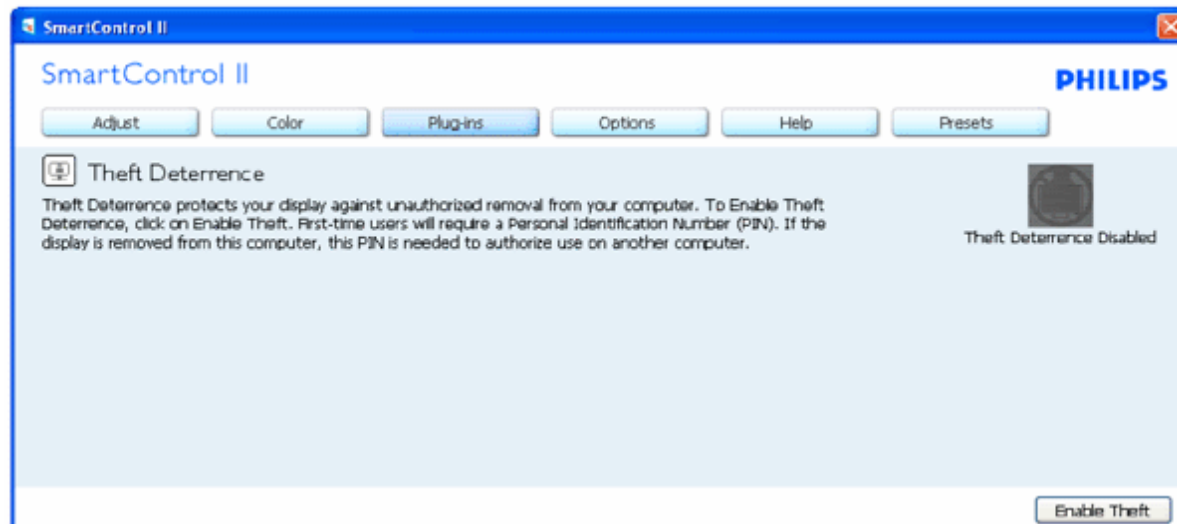 SmartControl II
SmartControl II
PHILIPS
Adjust Color Plug-ins Options Help Presets
Theft Deterrence
Theft Deterrence protects your display against unauthorized removal from your computer. To Enable Theft
Deterrence, click on Enable Theft. First-time users will require a Personal Identification Number (PIN). If the
display is removed from this computer, this PIN is needed to authorize use on another computer.
Theft Deterrence Disabled
Enable Theft